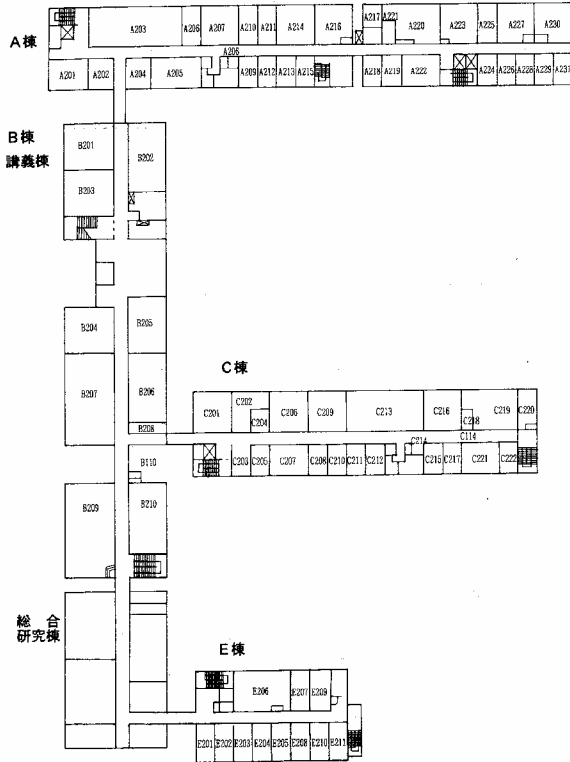 A棟
A203
A206
A207
A210
A211
A214
A216
A217
A221
A220
A223
A225
A227
A230
A206
A201
A202
A204
A205
A209
A212
A213
A215
A218
A219
A222
A224
A226
A228
A229
A231
B棟
講義棟
B201
B202
B203
B204
B205
B207
B206
B208
C棟
C201
C202
C204
C206
C209
C213
C216
C218
C219
C220
C214
C114
C203
C205
C207
C208
C210
C211
C212
C215
C217
C221
C222
B110
B209
B210
総合
研究棟
E棟
E206
E207
E209
E201
E202
E203
E204
E205
E208
E210
E211